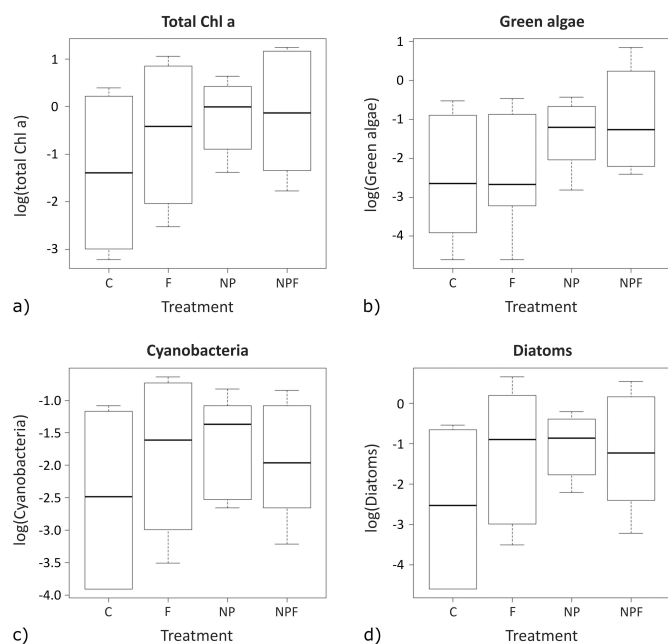 Total Chl a
log(total Chl a)
1
0
-1
-2
-3
C F NP NPF
a) Treatment
Green algae
log(Green algae)
1
0
-1
-2
-3
-4
C F NP NPF
b) Treatment
Cyanobacteria
log(Cyanobacteria)
-1.0
-1.5
-2.0
-2.5
-3.0
-3.5
-4.0
C F NP NPF
c) Treatment
Diatoms
log(Diatoms)
0
-1
-2
-3
-4
C F NP NPF
d) Treatment